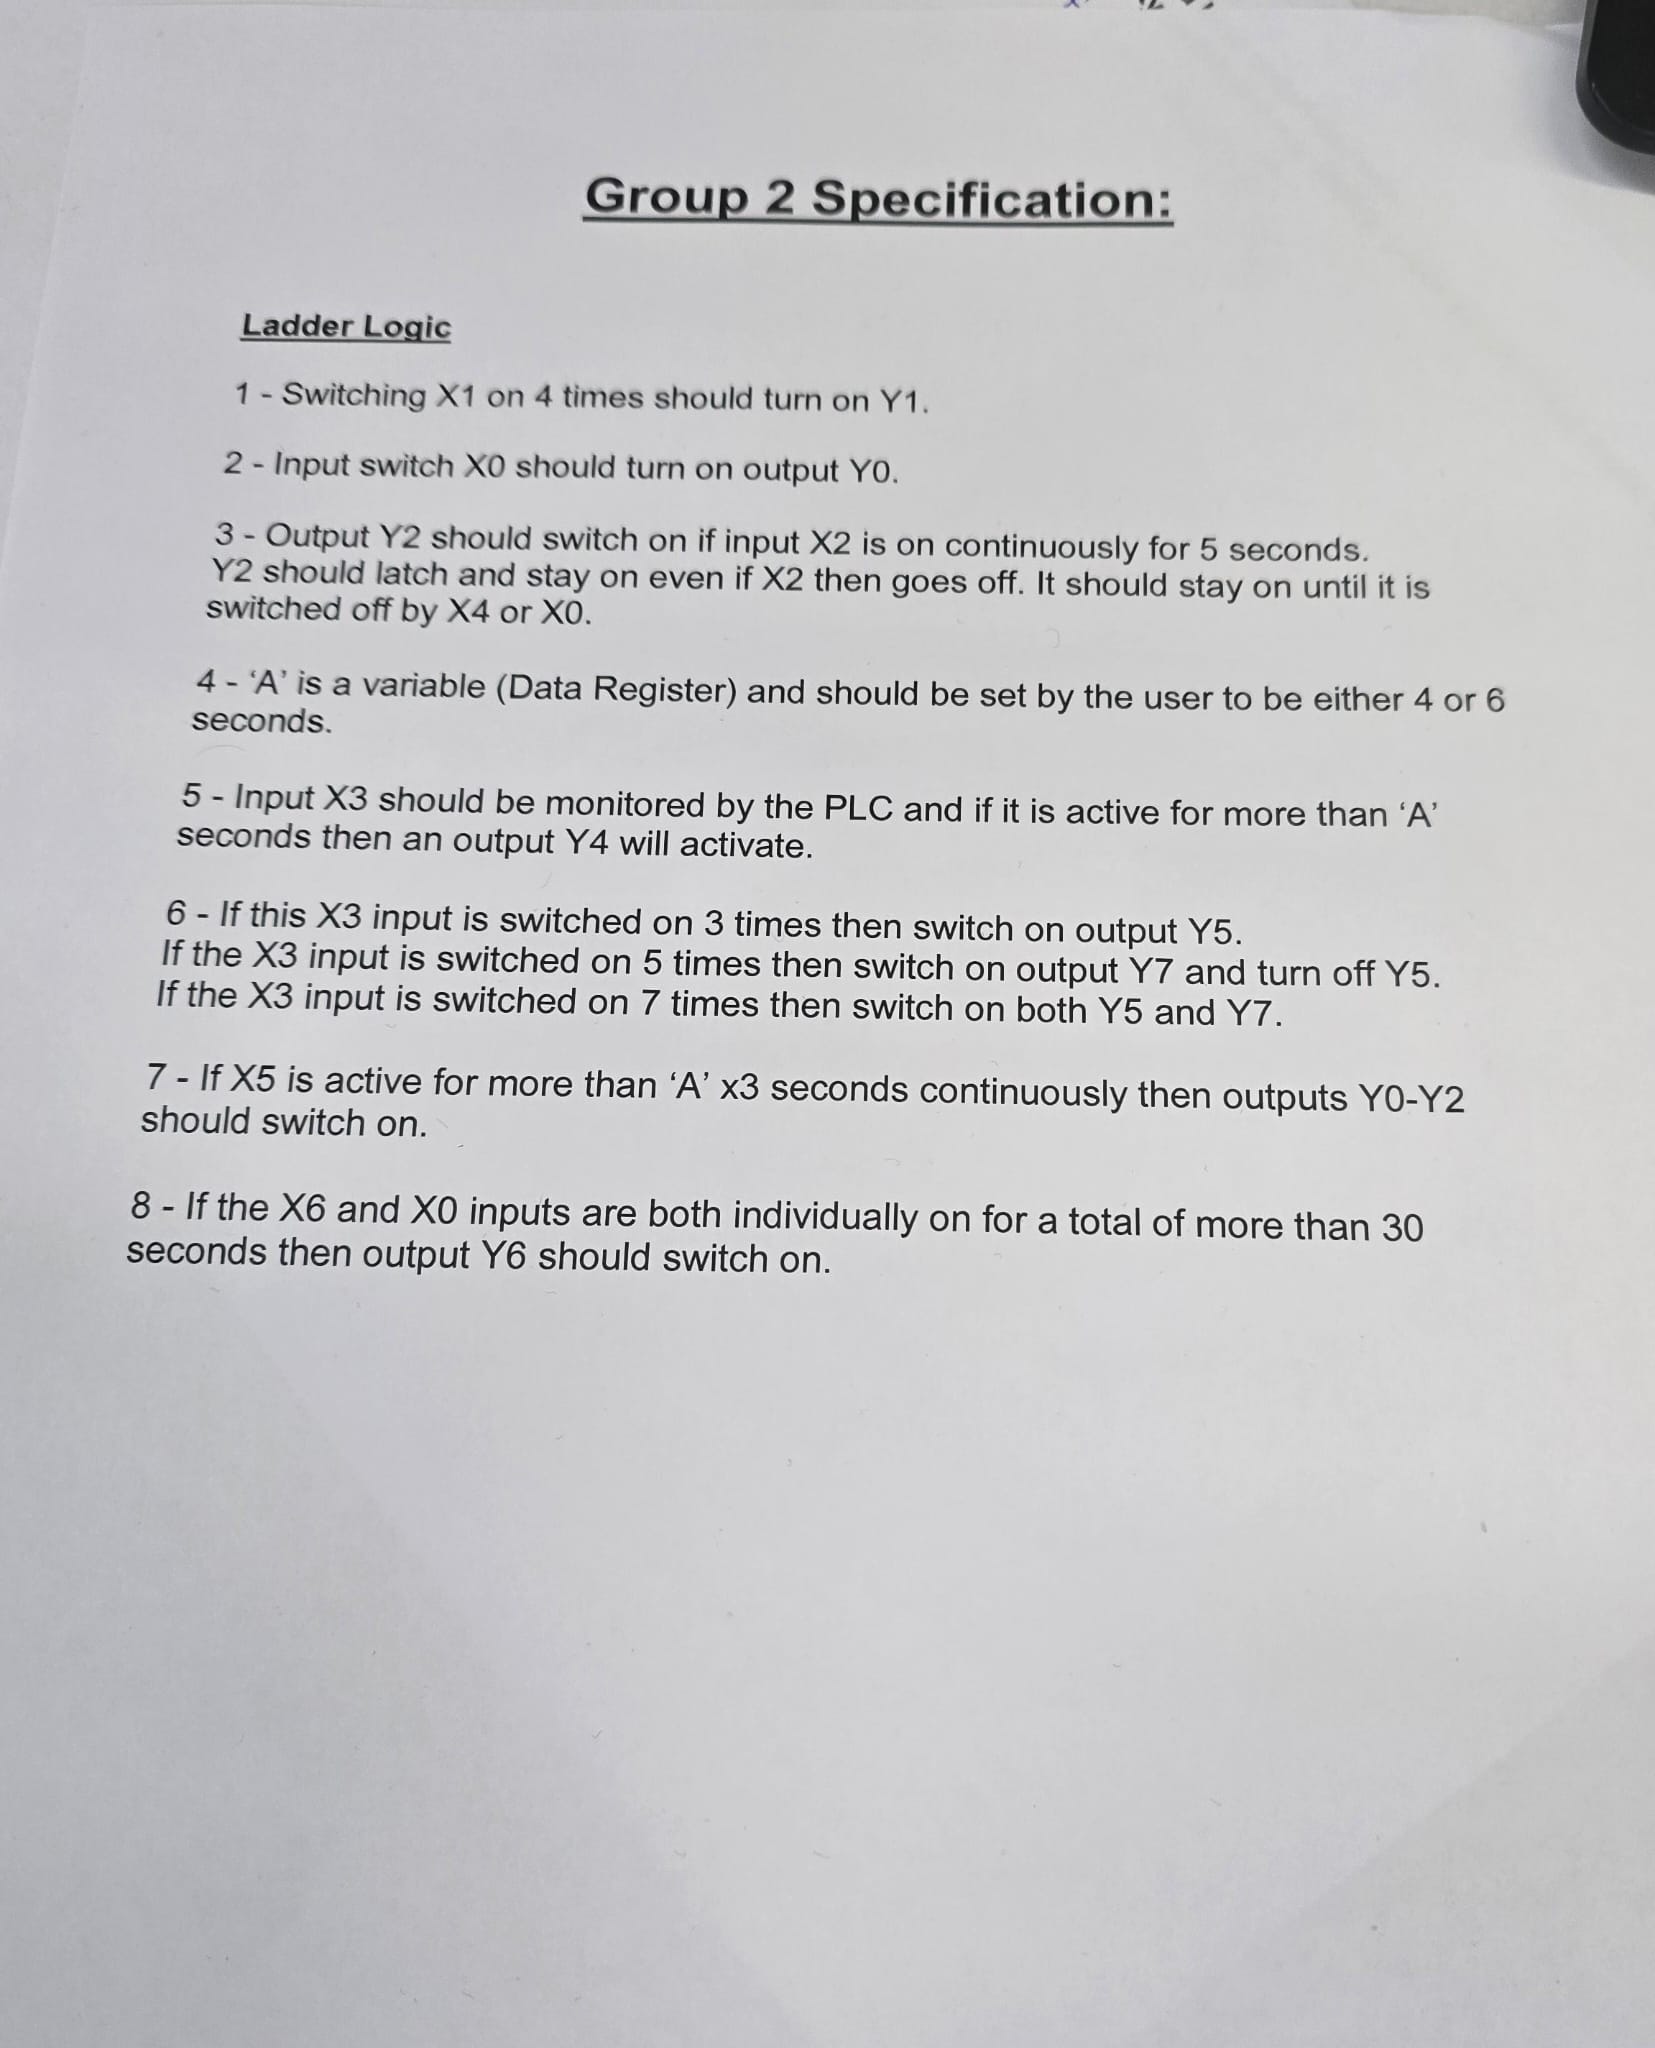 Group 2 Specification:
Ladder Logic
1 - Switching X1 on 4 times should turn on Y1.
2 - Input switch X0 should turn on output Y0.
3 - Output Y2 should switch on if input X2 is on continuously for 5 seconds.
Y2 should latch and stay on even if X2 then goes off. It should stay on until it is
switched off by X4 or X0.
4 - ‘A’ is a variable (Data Register) and should be set by the user to be either 4 or 6
seconds.
5 - Input X3 should be monitored by the PLC and if it is active for more than ‘A’
seconds then an output Y4 will activate.
6 - If this X3 input is switched on 3 times then switch on output Y5.
If the X3 input is switched on 5 times then switch on output Y7 and turn off Y5.
If the X3 input is switched on 7 times then switch on both Y5 and Y7.
7 - If X5 is active for more than ‘A’ x3 seconds continuously then outputs Y0-Y2
should switch on.
8 - If the X6 and X0 inputs are both individually on for a total of more than 30
seconds then output Y6 should switch on.